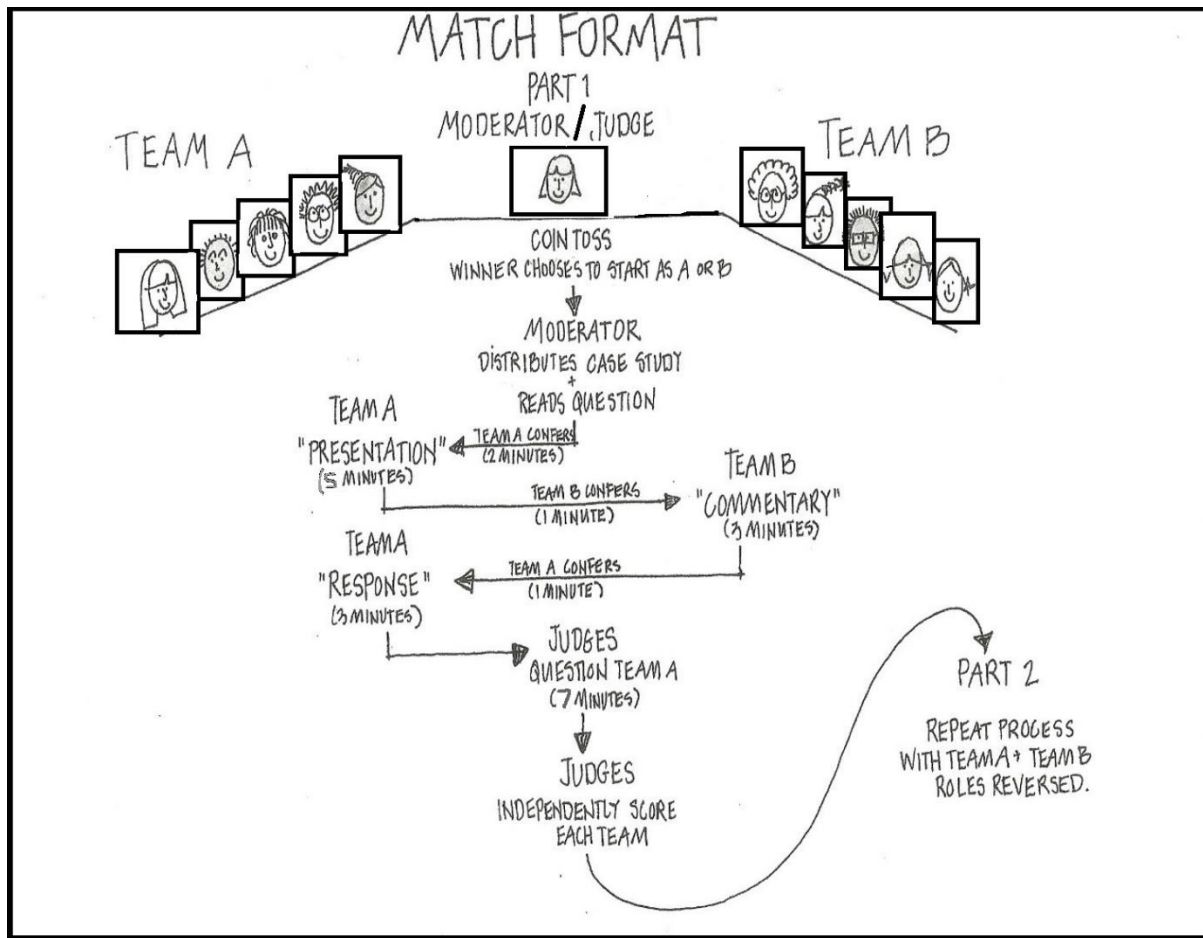 MATCH FORMAT
PART 1
MODERATOR / JUDGE
TEAM A
TEAM B
COIN TOSS
WINNER CHOOSES TO START AS A OR B
MODERATOR
DISTRIBUTES CASE STUDY
+
READS QUESTION
TEAM A
"PRESENTATION"
(5 MINUTES)
TEAM A CONFERS
(2 MINUTES)
TEAM B CONFERS
(1 MINUTE)
TEAM B
"COMMENTARY"
(3 MINUTES)
TEAM A CONFERS
(1 MINUTE)
TEAM A
"RESPONSE"
(3 MINUTES)
JUDGES
QUESTION TEAM A
(7 MINUTES)
JUDGES
INDEPENDENTLY SCORE
EACH TEAM
PART 2
REPEAT PROCESS
WITH TEAM A + TEAM B
ROLES REVERSED.